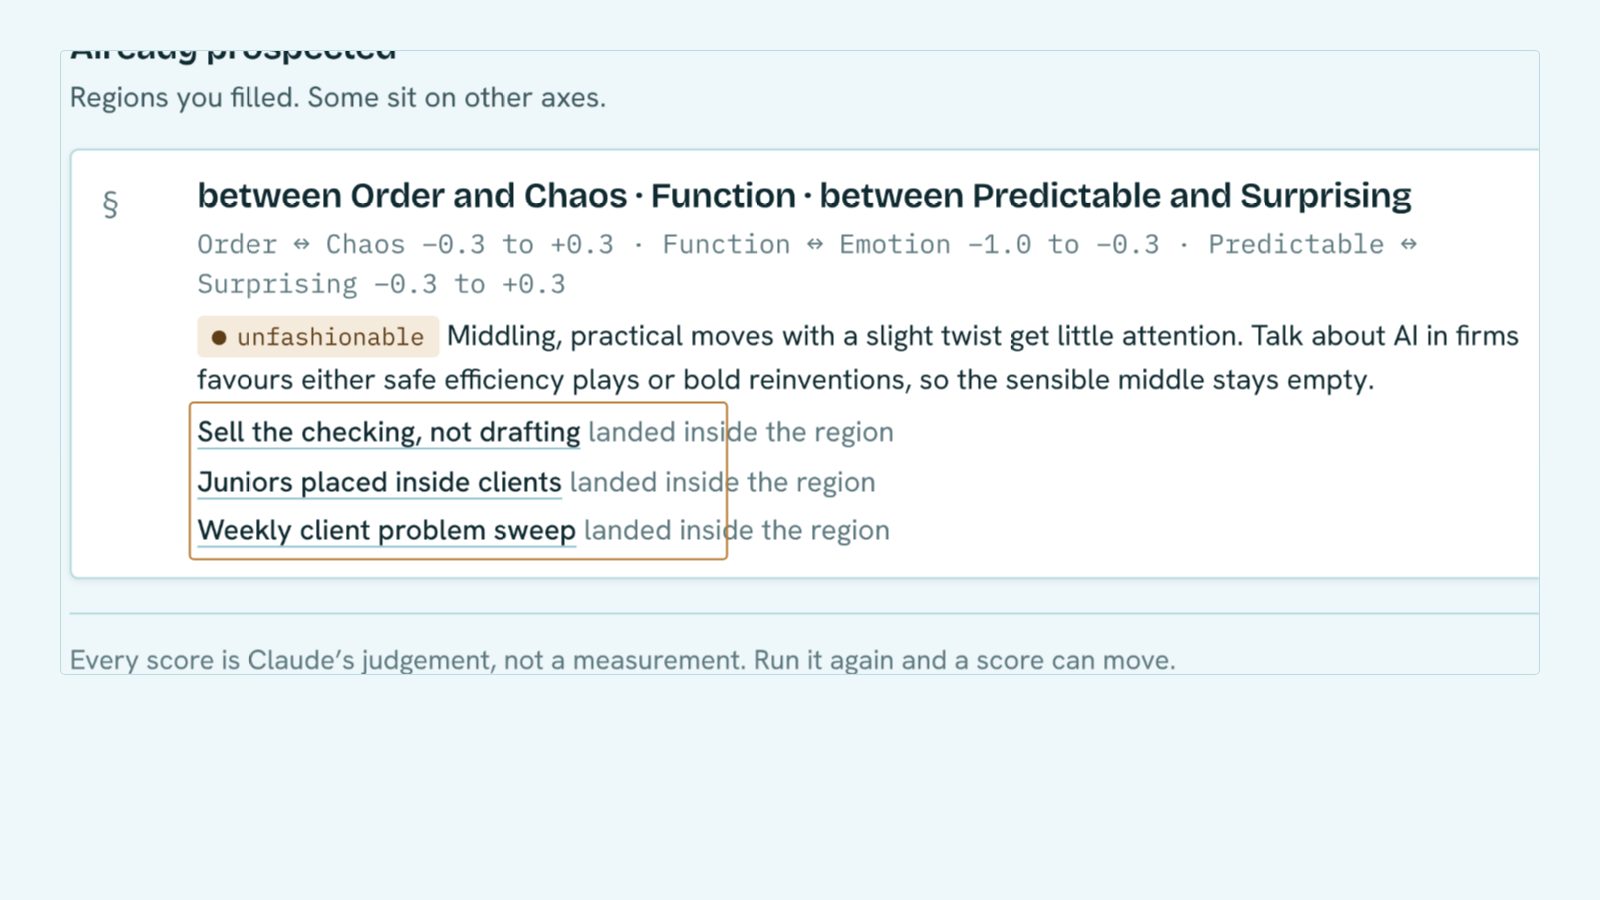 Already prospected
Regions you filled. Some sit on other axes.
§
between Order and Chaos · Function · between Predictable and Surprising
Order ↔ Chaos −0.3 to +0.3 · Function ↔ Emotion −1.0 to −0.3 · Predictable ↔
Surprising −0.3 to +0.3
● unfashionable Middling, practical moves with a slight twist get little attention. Talk about AI in firms
favours either safe efficiency plays or bold reinventions, so the sensible middle stays empty.
Sell the checking, not drafting landed inside the region
Juniors placed inside clients landed inside the region
Weekly client problem sweep landed inside the region
Every score is Claude’s judgement, not a measurement. Run it again and a score can move.